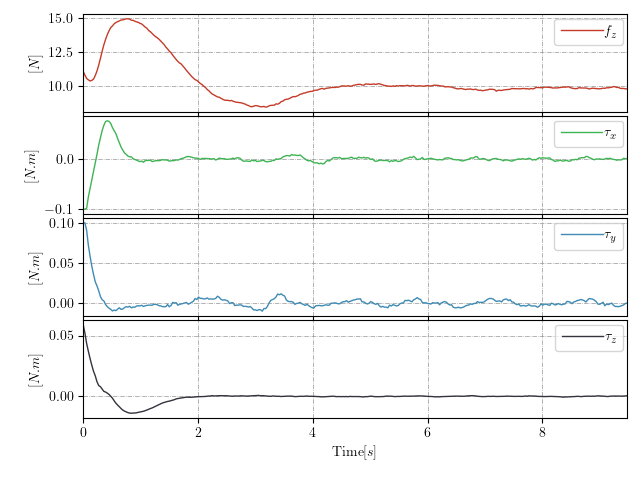 15.0
12.5
10.0
[N]
f_z
0.0
−0.1
[N.m]
τ_x
0.10
0.05
0.00
[N.m]
τ_y
0.05
0.00
[N.m]
τ_z
0 2 4 6 8
Time[s]